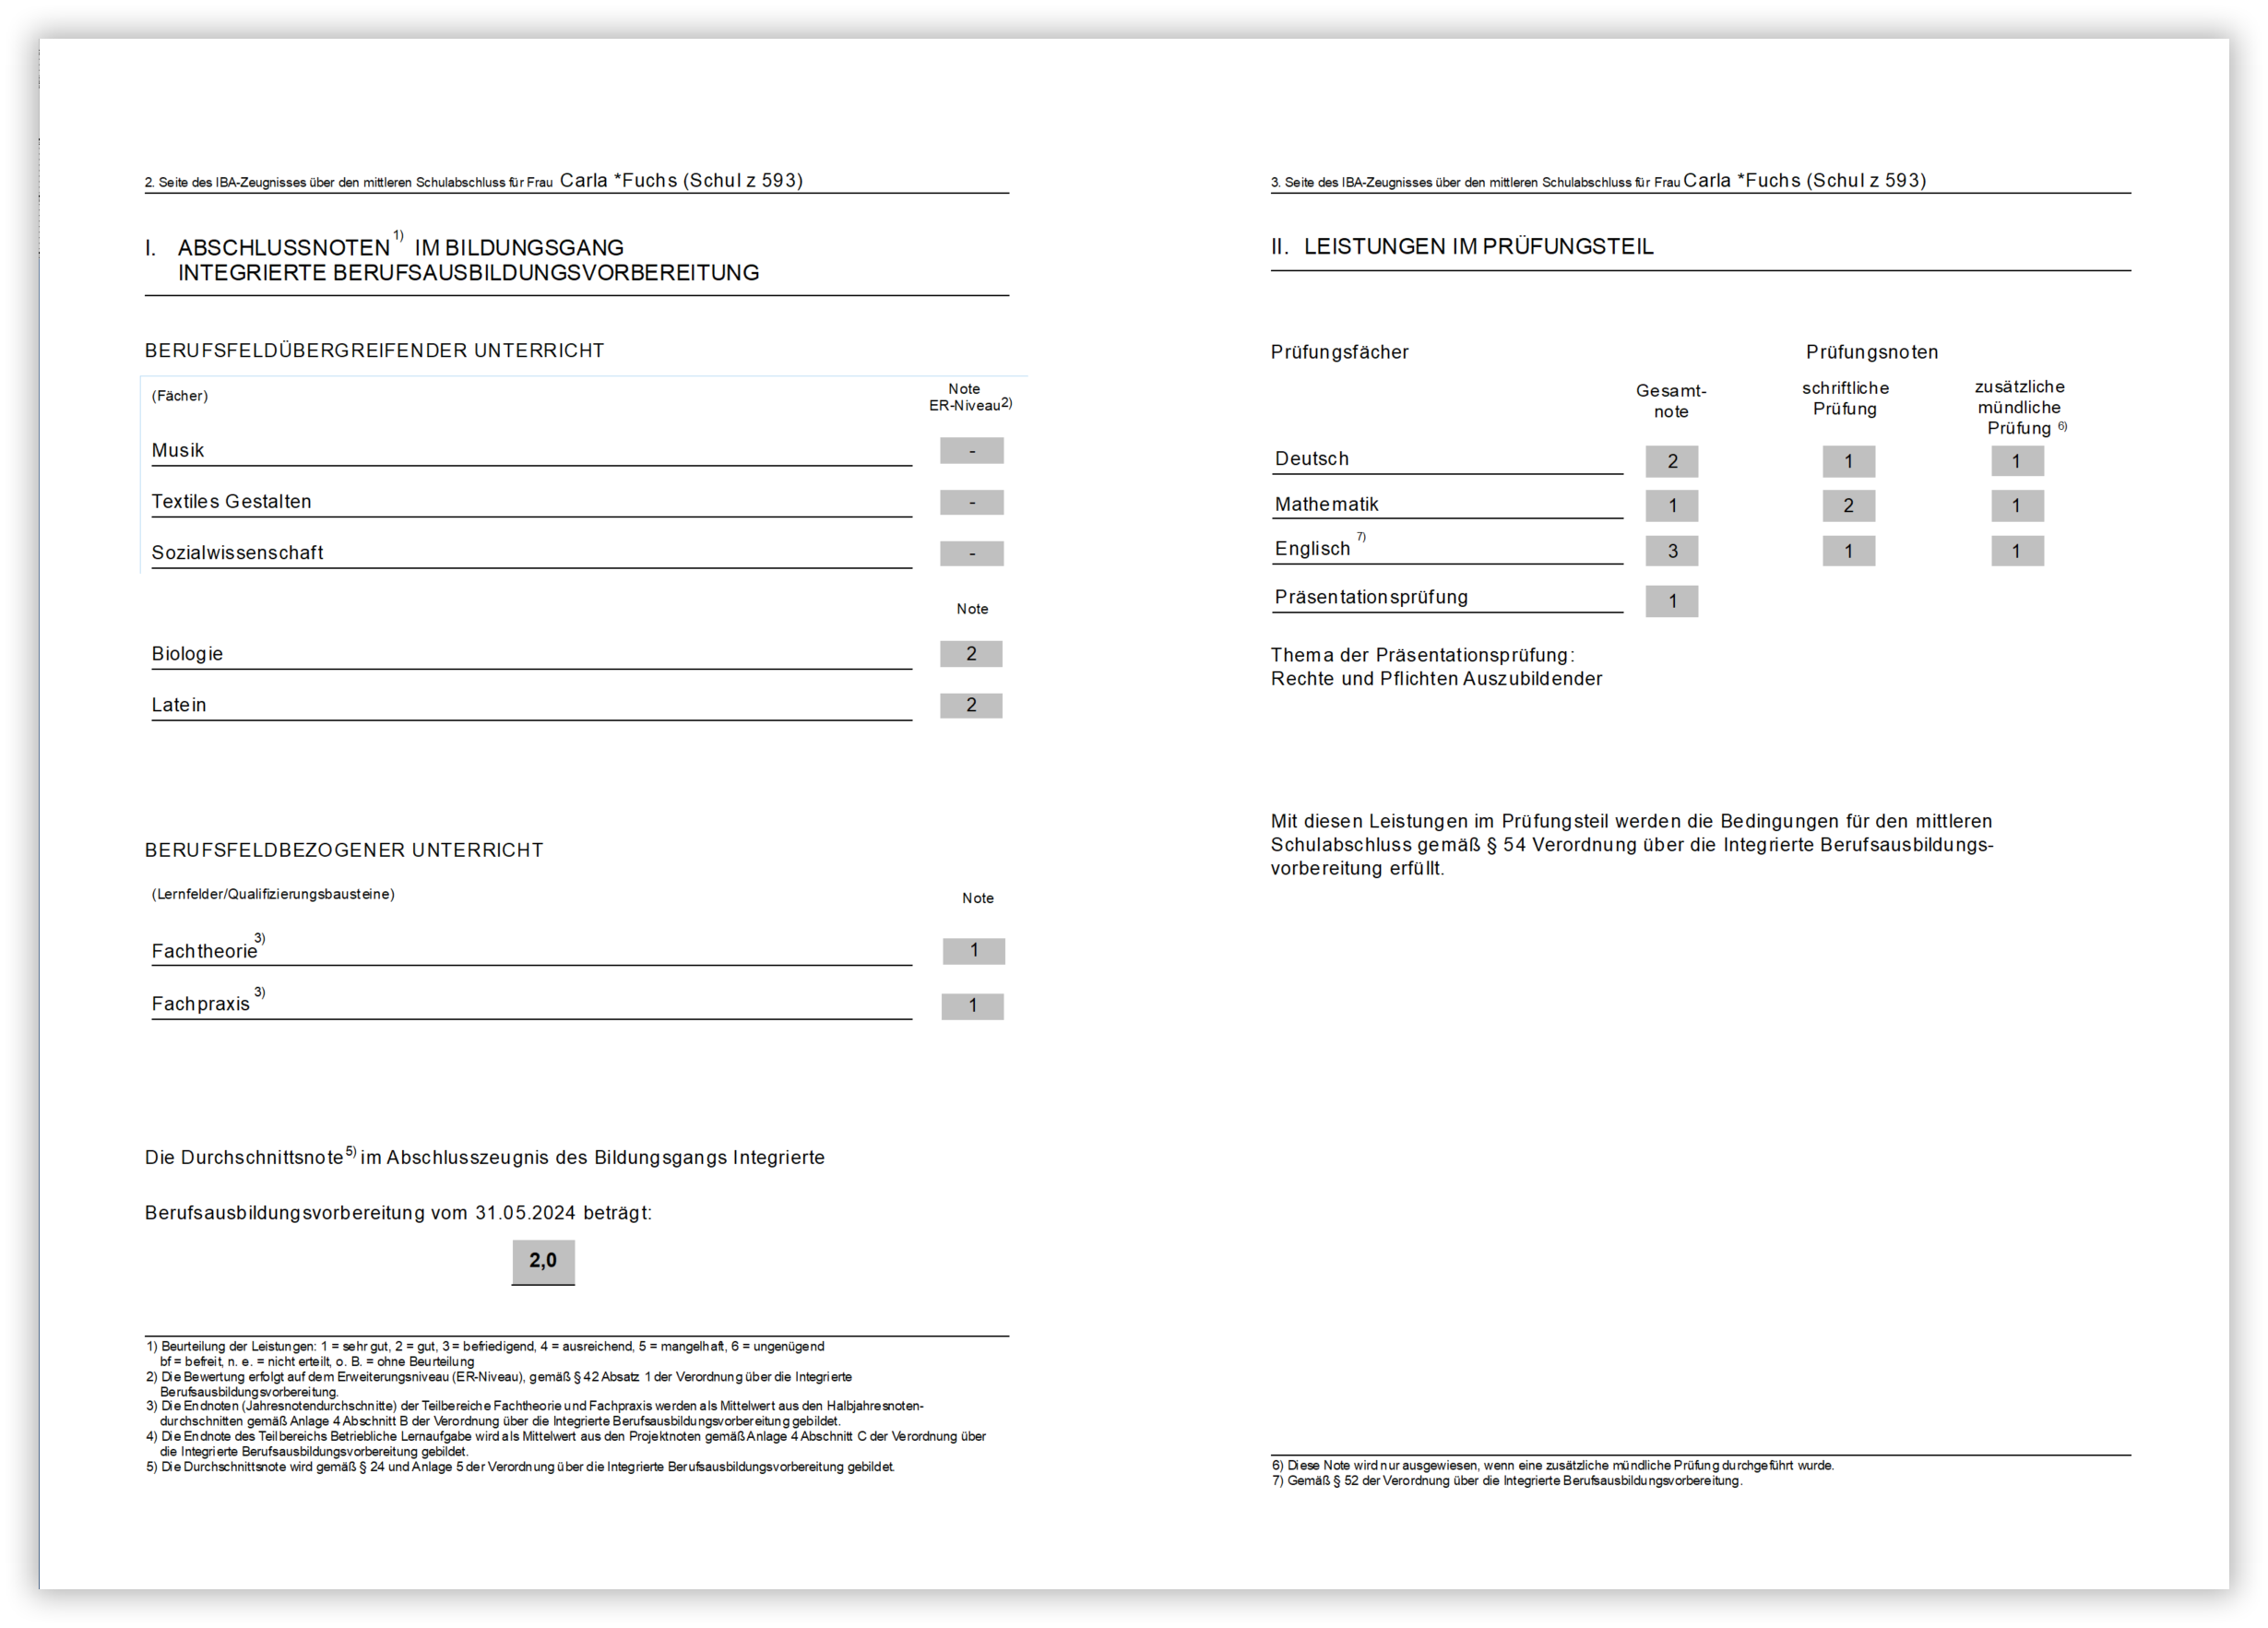 2. Seite des IBA-Zeugnisses über den mittleren Schulabschluss für Frau Carla *Fuchs (Schul z 593)
I. ABSCHLUSSNOTEN 1) IM BILDUNGSGANG
INTEGRIERTE BERUFSAUSBILDUNGSVORBEREITUNG
BERUFSFELDÜBERGREIFENDER UNTERRICHT
(Fächer) Note
ER-Niveau2)
Musik -
Textiles Gestalten -
Sozialwissenschaft -
Note
Biologie 2
Latein 2
BERUFSFELDBEZOGENER UNTERRICHT
(Lernfelder/Qualifizierungsbausteine) Note
Fachtheorie 3) 1
Fachpraxis 3) 1
Die Durchschnittsnote 5) im Abschlusszeugnis des Bildungsgangs Integrierte
Berufsausbildungsvorbereitung vom 31.05.2024 beträgt:
2,0
1) Beurteilung der Leistungen: 1 = sehr gut, 2 = gut, 3 = befriedigend, 4 = ausreichend, 5 = mangelhaft, 6 = ungenügend
bf = befreit, n. e. = nicht erteilt, o. B. = ohne Beurteilung
2) Die Bewertung erfolgt auf dem Erweiterungsniveau (ER-Niveau), gemäß § 42 Absatz 1 der Verordnung über die Integrierte
Berufsausbildungsvorbereitung.
3) Die Endnoten (Jahresnotendurchschnitte) der Teilbereiche Fachtheorie und Fachpraxis werden als Mittelwert aus den Halbjahresnoten-
durchschnitten gemäß Anlage 4 Abschnitt B der Verordnung über die Integrierte Berufsausbildungsvorbereitung gebildet.
4) Die Endnote des Teilbereichs Betriebliche Lernaufgabe wird als Mittelwert aus den Projektnoten gemäß Anlage 4 Abschnitt C der Verordnung über
die Integrierte Berufsausbildungsvorbereitung gebildet.
5) Die Durchschnittsnote wird gemäß § 24 und Anlage 5 der Verordnung über die Integrierte Berufsausbildungsvorbereitung gebildet.
3. Seite des IBA-Zeugnisses über den mittleren Schulabschluss für Frau Carla *Fuchs (Schul z 593)
II. LEISTUNGEN IM PRÜFUNGSTEIL
Prüfungsfächer Prüfungsnoten
Gesamt- schriftliche zusätzliche
note Prüfung mündliche
Prüfung 6)
Deutsch 2 1 1
Mathematik 1 2 1
Englisch 7) 3 1 1
Präsentationsprüfung 1
Thema der Präsentationsprüfung:
Rechte und Pflichten Auszubildender
Mit diesen Leistungen im Prüfungsteil werden die Bedingungen für den mittleren
Schulabschluss gemäß § 54 Verordnung über die Integrierte Berufsausbildungs-
vorbereitung erfüllt.
6) Diese Note wird nur ausgewiesen, wenn eine zusätzliche mündliche Prüfung durchgeführt wurde.
7) Gemäß § 52 der Verordnung über die Integrierte Berufsausbildungsvorbereitung.